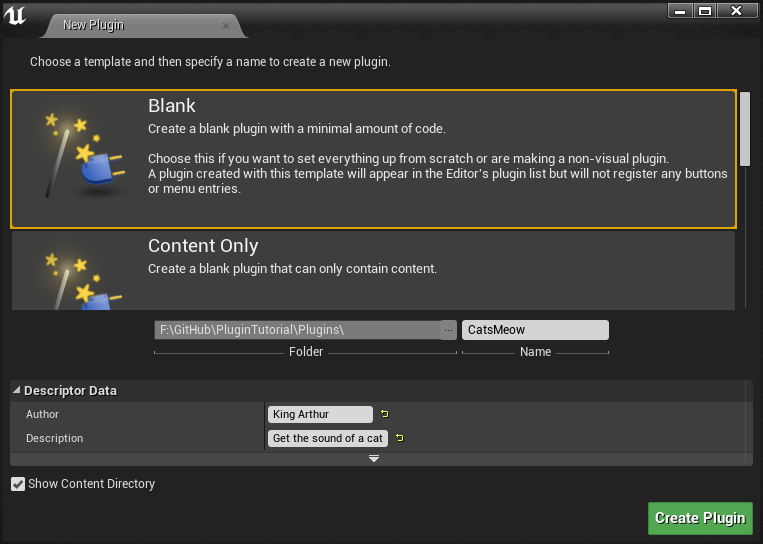 New Plugin
Choose a template and then specify a name to create a new plugin.
Blank
Create a blank plugin with a minimal amount of code.
Choose this if you want to set everything up from scratch or are making a non-visual plugin.
A plugin created with this template will appear in the Editor's plugin list but will not register any buttons
or menu entries.
Content Only
Create a blank plugin that can only contain content.
F:\GitHub\PluginTutorial\Plugins\ ... CatsMeow
Folder Name
Descriptor Data
Author King Arthur
Description Get the sound of a cat
Show Content Directory
Create Plugin